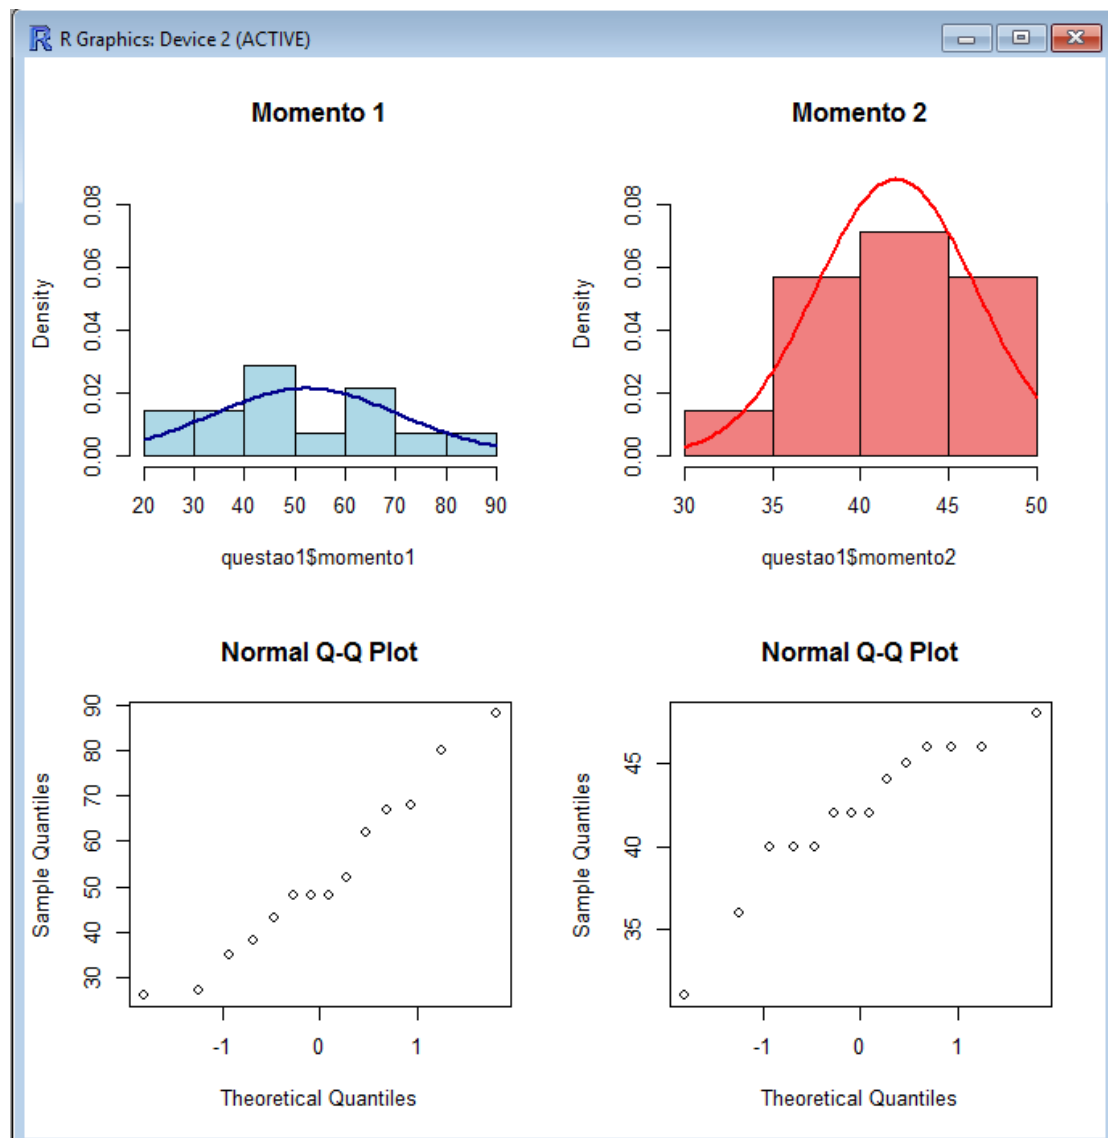 R Graphics: Device 2 (ACTIVE)
Momento 1
Density
0.00 0.02 0.04 0.06 0.08
20 30 40 50 60 70 80 90
questao1$momento1
Momento 2
Density
0.00 0.02 0.04 0.06 0.08
30 35 40 45 50
questao1$momento2
Normal Q-Q Plot
Sample Quantiles
30 40 50 60 70 80 90
-1 0 1
Theoretical Quantiles
Normal Q-Q Plot
Sample Quantiles
35 40 45
-1 0 1
Theoretical Quantiles